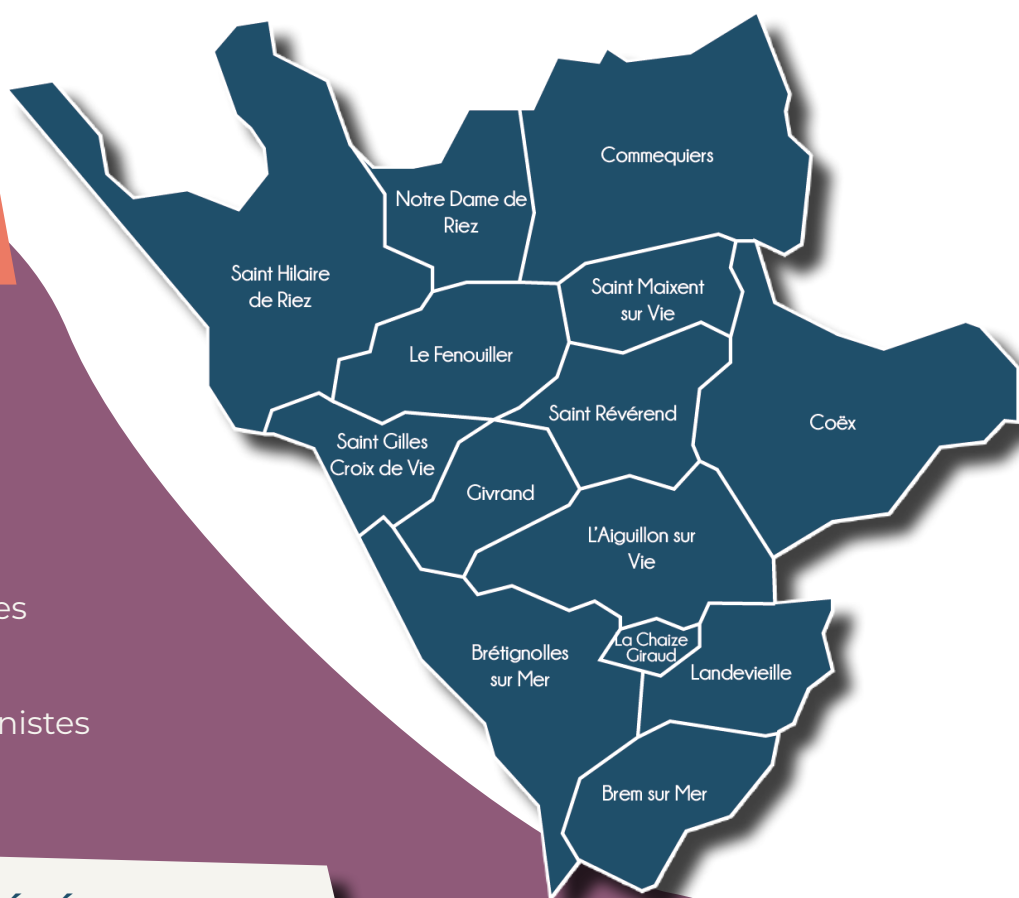 Commequiers
Notre Dame de
Riez
Saint Hilaire
de Riez
Saint Maixent
sur Vie
Le Fenouiller
Saint Révérend
Coëx
Saint Gilles
Croix de Vie
Givrand
L'Aiguillon sur
Vie
La Chaize
Giraud
Brétignolles
sur Mer
Landevieille
Brem sur Mer
es
nistes